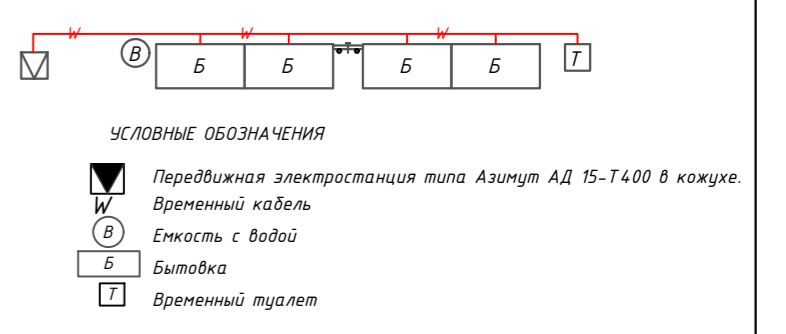 W W W
В Б Б Б Б Т
УСЛОВНЫЕ ОБОЗНАЧЕНИЯ
Передвижная электростанция типа Азимут АД 15-Т400 в кожухе.
W Временный кабель
В Емкость с водой
Б Бытовка
Т Временный туалет